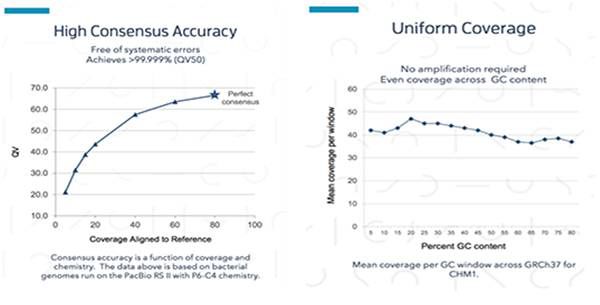 High Consensus Accuracy
Free of systematic errors
Achieves >99.999% (QV50)
70.0
60.0
50.0
40.0
30.0
20.0
10.0
QV
Perfect
consensus
0
20
40
60
80
100
Coverage Aligned to Reference
Consensus accuracy is a function of coverage and
chemistry. The data above is based on bacterial
genomes run on the PacBio RS II with P6-C4 chemistry.
Uniform Coverage
No amplification required
Even coverage across GC content
60
50
40
30
20
10
0
Mean coverage per window
5 10 15 20 25 30 35 40 45 50 55 60 65 70 75 80
Percent GC content
Mean coverage per GC window across GRCh37 for
CHM1.